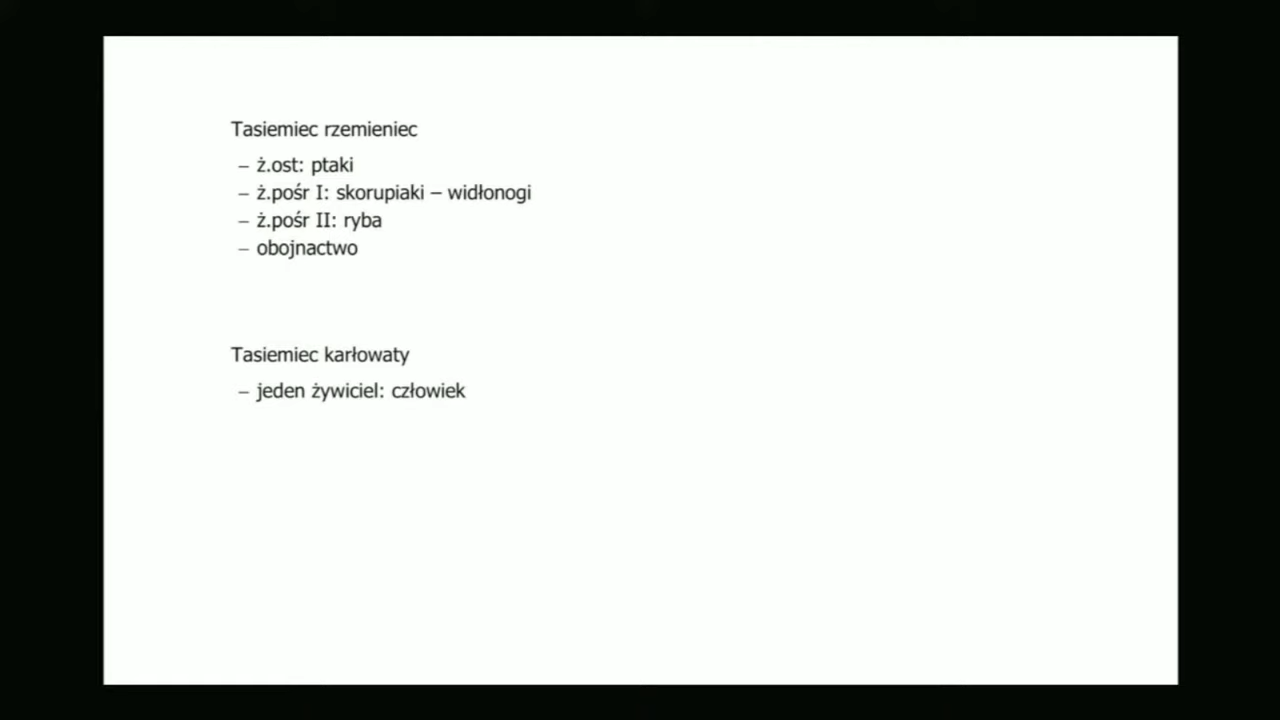 Tasiemiec rzemieniec
– ż.ost: ptaki
– ż.pośr I: skorupiaki – widłonogi
– ż.pośr II: ryba
– obojnactwo
Tasiemiec karłowaty
– jeden żywiciel: człowiek